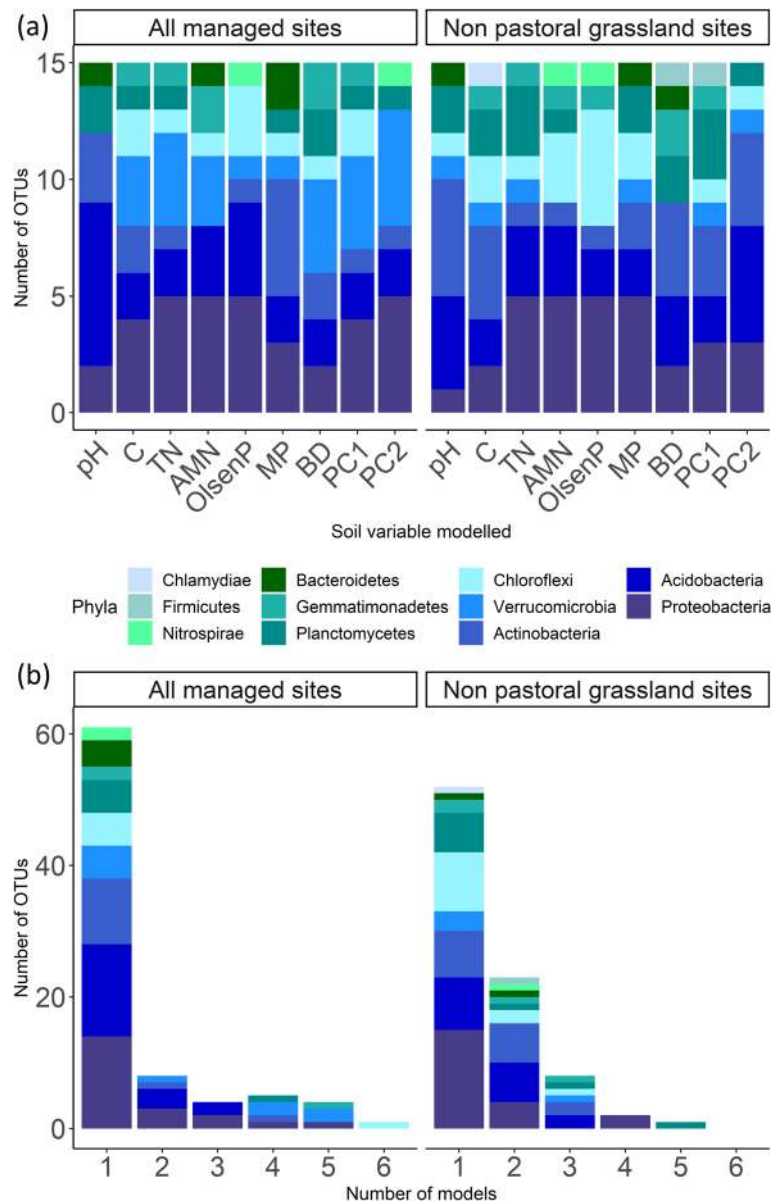 (a)
All managed sites Non pastoral grassland sites
15
10
5
0
Number of OTUs
pH C TN AMN OlsenP MP BD PC1 PC2 pH C TN AMN OlsenP MP BD PC1 PC2
Soil variable modelled
Phyla
Chlamydiae Bacteroidetes Chloroflexi Acidobacteria
Firmicutes Gemmatimonadetes Verrucomicrobia Proteobacteria
Nitrospirae Planctomycetes Actinobacteria
(b)
All managed sites Non pastoral grassland sites
60
40
20
0
Number of OTUs
1 2 3 4 5 6 1 2 3 4 5 6
Number of models